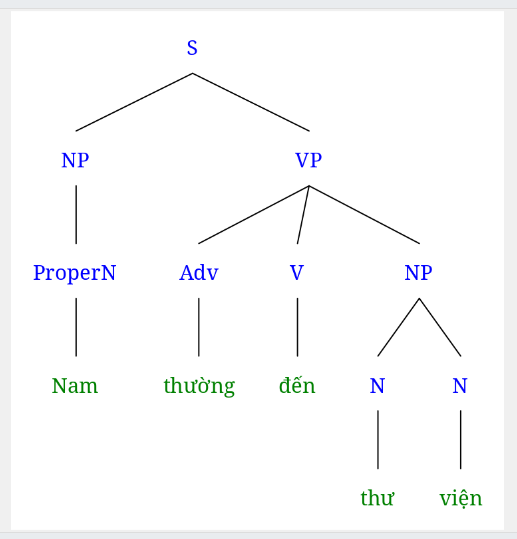 S
NP VP
ProperN Adv V NP
Nam thường đến N N
thư viện